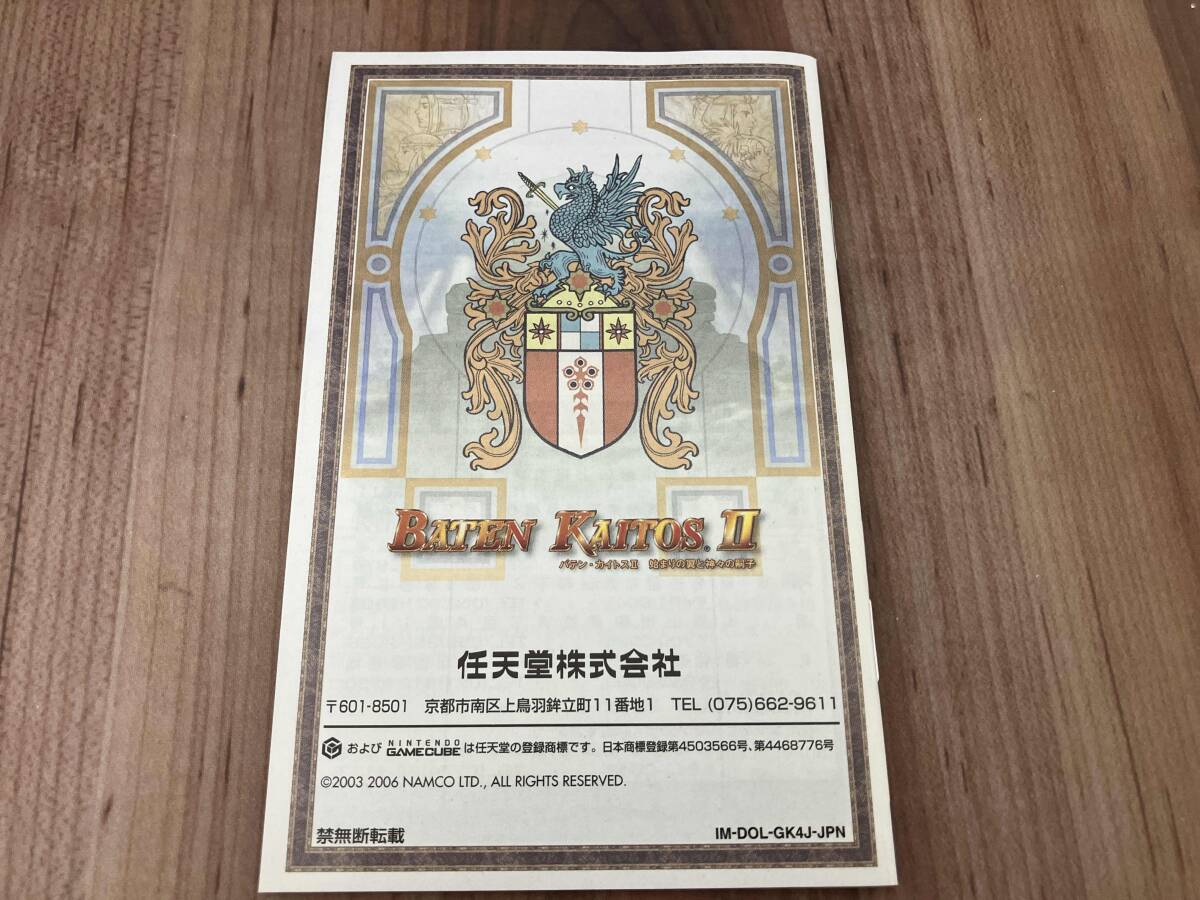 BATEN KAITOS II
バテン・カイトスⅡ 始まりの翼と神々の嗣子
任天堂株式会社
〒601-8501 京都市南区上鳥羽鉾立町11番地1 TEL (075)662-9611
および NINTENDO GAMECUBE は任天堂の登録商標です。日本商標登録第4503566号、第4468776号
©2003 2006 NAMCO LTD., ALL RIGHTS RESERVED.
禁無断転載
IM-DOL-GK4J-JPN